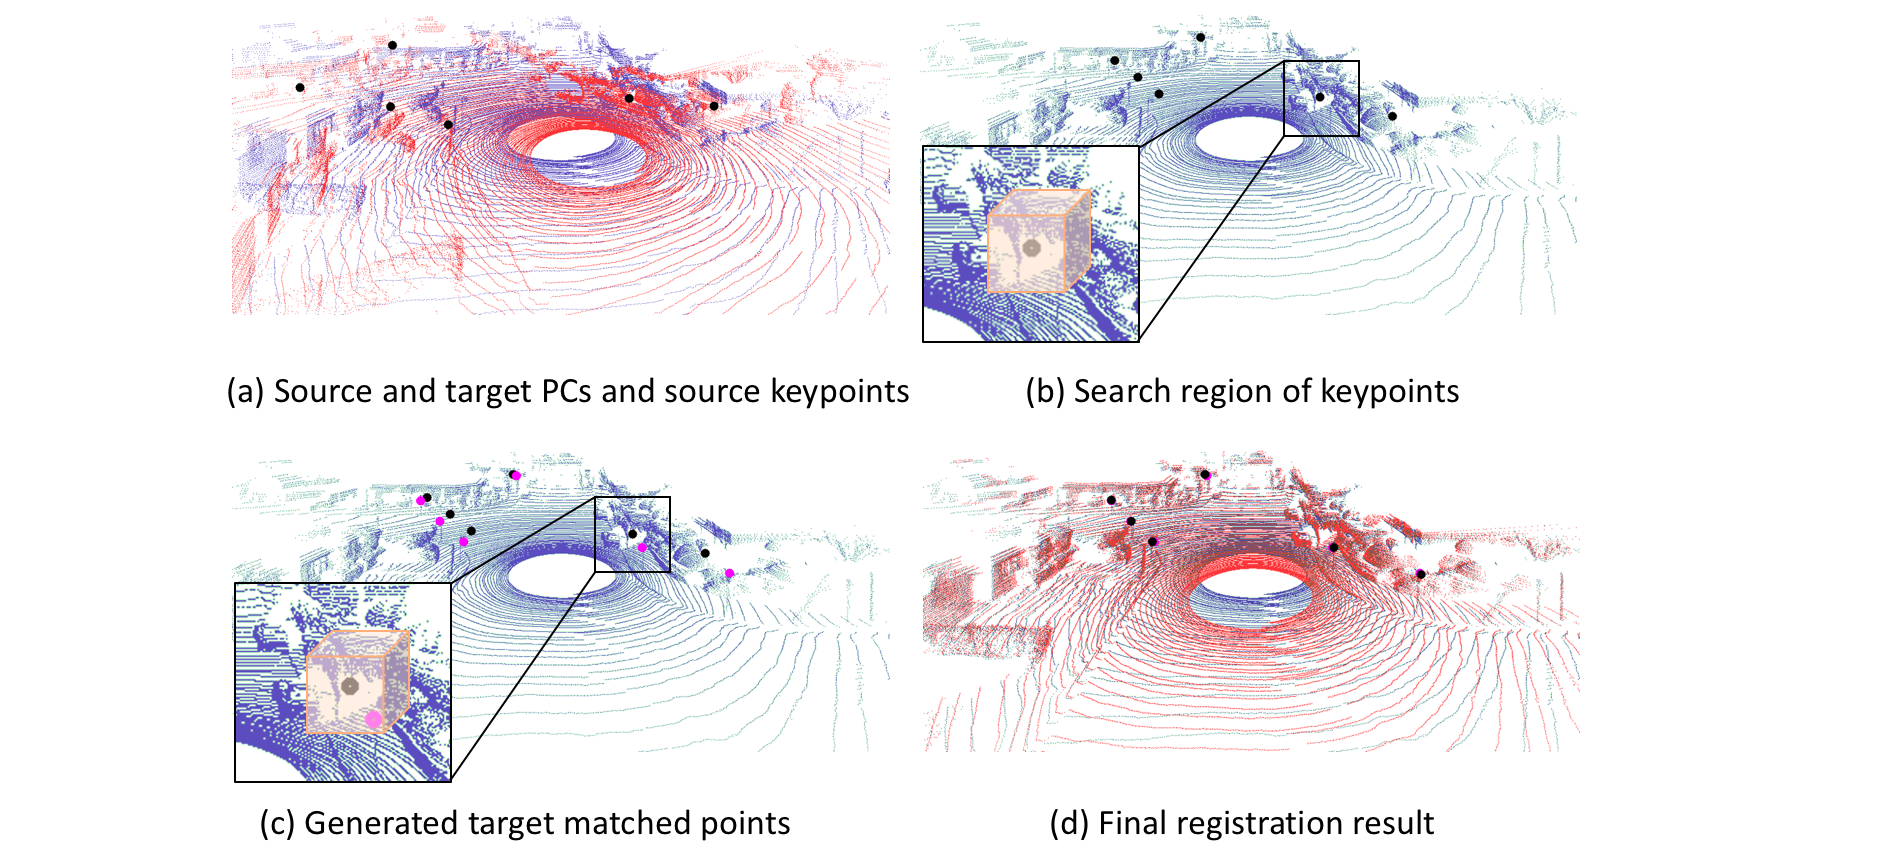 (a) Source and target PCs and source keypoints
(b) Search region of keypoints
(c) Generated target matched points
(d) Final registration result